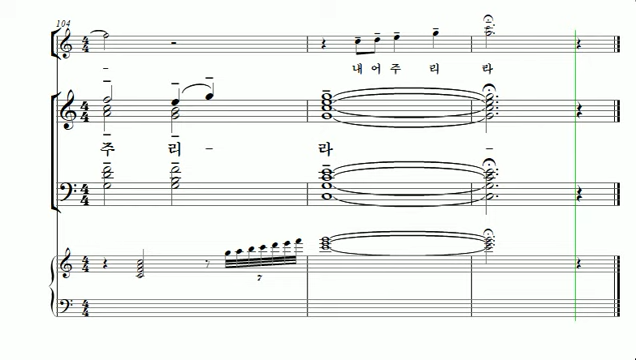 104
내 어 주 리 라
주 리 - 라 -
7